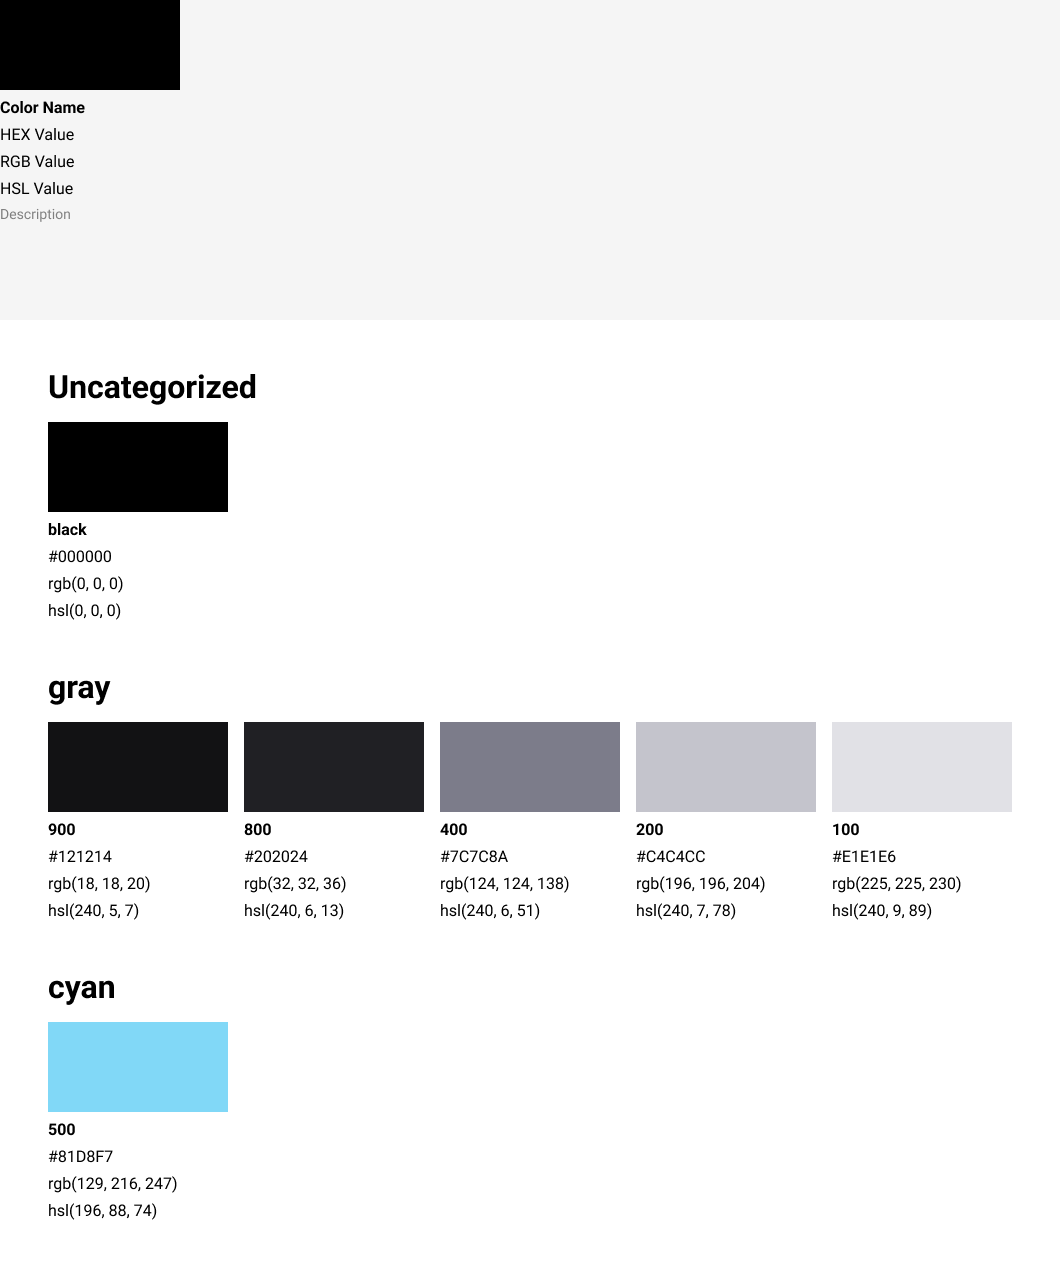 Color Name
HEX Value
RGB Value
HSL Value
Description
Uncategorized
black
#000000
rgb(0, 0, 0)
hsl(0, 0, 0)
gray
900
#121214
rgb(18, 18, 20)
hsl(240, 5, 7)
800
#202024
rgb(32, 32, 36)
hsl(240, 6, 13)
400
#7C7C8A
rgb(124, 124, 138)
hsl(240, 6, 51)
200
#C4C4CC
rgb(196, 196, 204)
hsl(240, 7, 78)
100
#E1E1E6
rgb(225, 225, 230)
hsl(240, 9, 89)
cyan
500
#81D8F7
rgb(129, 216, 247)
hsl(196, 88, 74)